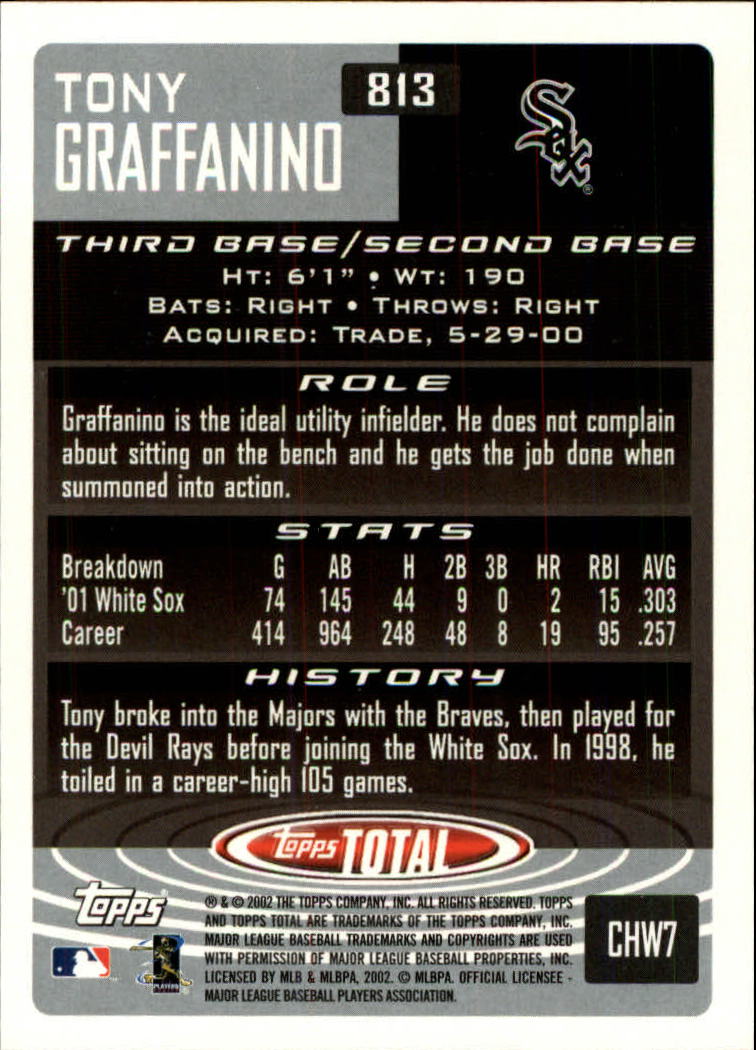 TONY
GRAFFANINO
813
Sox
®
THIRD BASE/SECOND BASE
HT: 6'1" • WT: 190
BATS: RIGHT • THROWS: RIGHT
ACQUIRED: TRADE, 5-29-00
ROLE
Graffanino is the ideal utility infielder. He does not complain
about sitting on the bench and he gets the job done when
summoned into action.
STATS
Breakdown G AB H 2B 3B HR RBI AVG
'01 White Sox 74 145 44 9 0 2 15 .303
Career 414 964 248 48 8 19 95 .257
HISTORY
Tony broke into the Majors with the Braves, then played for
the Devil Rays before joining the White Sox. In 1998, he
toiled in a career-high 105 games.
topps TOTAL
topps
® & © 2002 THE TOPPS COMPANY, INC. ALL RIGHTS RESERVED. TOPPS
AND TOPPS TOTAL ARE TRADEMARKS OF THE TOPPS COMPANY, INC.
MAJOR LEAGUE BASEBALL TRADEMARKS AND COPYRIGHTS ARE USED
WITH PERMISSION OF MAJOR LEAGUE BASEBALL PROPERTIES, INC.
LICENSED BY MLB & MLBPA, 2002. © MLBPA. OFFICIAL LICENSEE -
MAJOR LEAGUE BASEBALL PLAYERS ASSOCIATION.
PLAYERS
CHW7